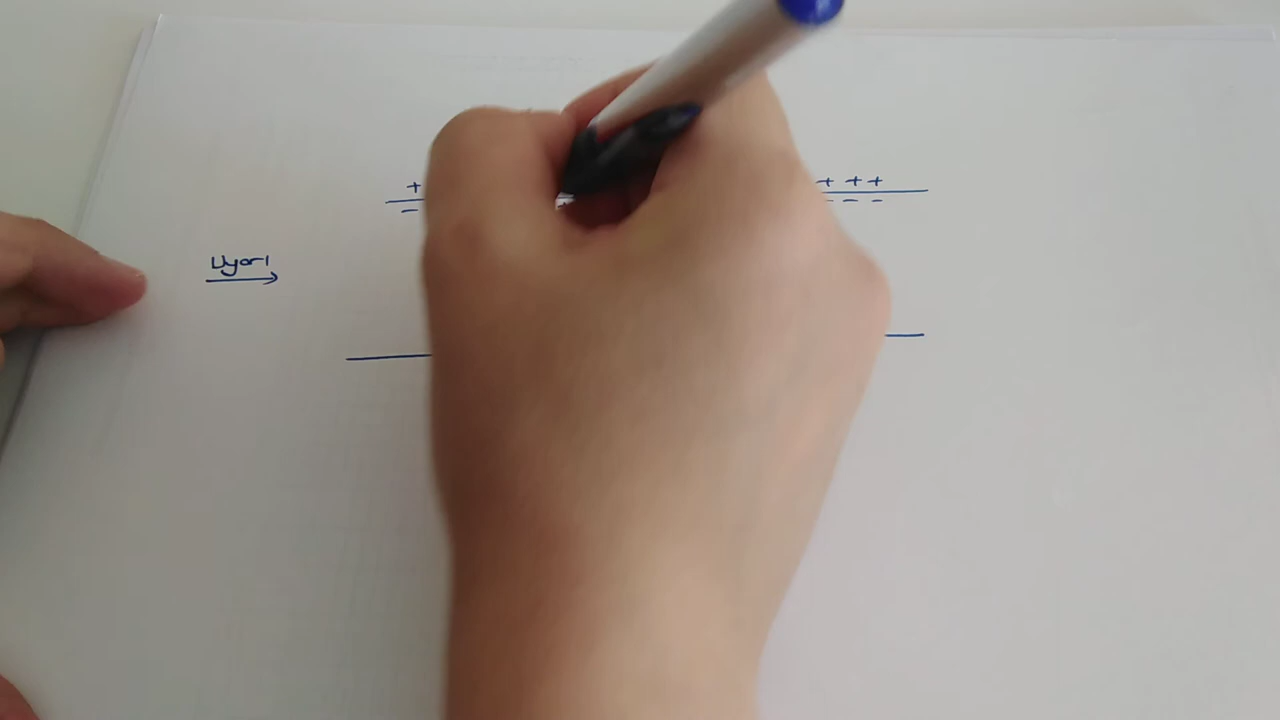 + + + +
- - - -
Uyarı